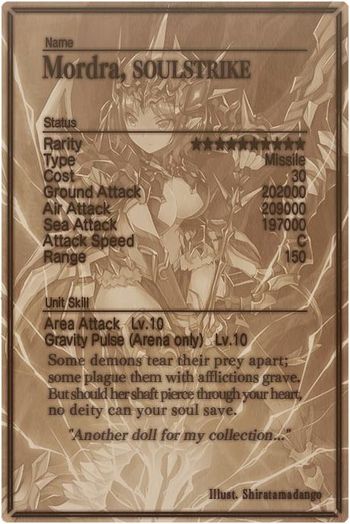 Name
Mordra, SOULSTRIKE
Status
Rarity ★★★★★★★★★★
Type Missile
Cost 30
Ground Attack 202000
Air Attack 209000
Sea Attack 197000
Attack Speed C
Range 150
Unit Skill
Area Attack Lv.10
Gravity Pulse (Arena only) Lv.10
Some demons tear their prey apart;
some plague them with afflictions grave.
But should her shaft pierce through your heart,
no deity can your soul save.
"Another doll for my collection..."
Illust. Shiratamadango